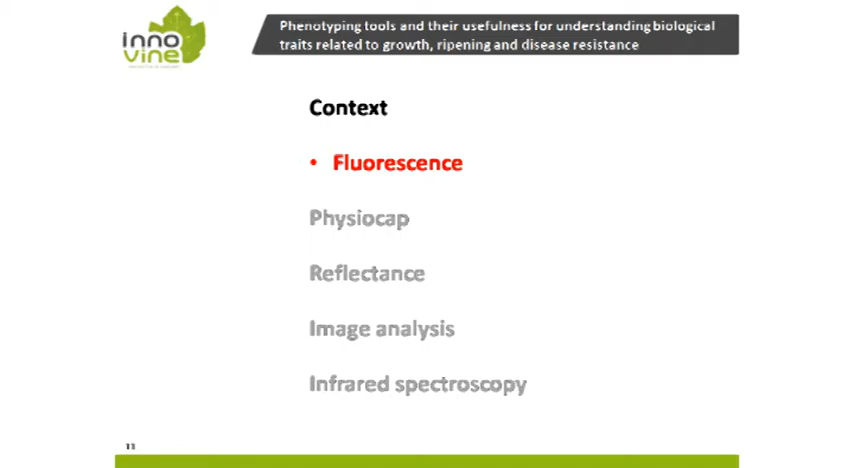 inno
vine
Phenotyping tools and their usefulness for understanding biological
traits related to growth, ripening and disease resistance
Context
• Fluorescence
Physiocap
Reflectance
Image analysis
Infrared spectroscopy